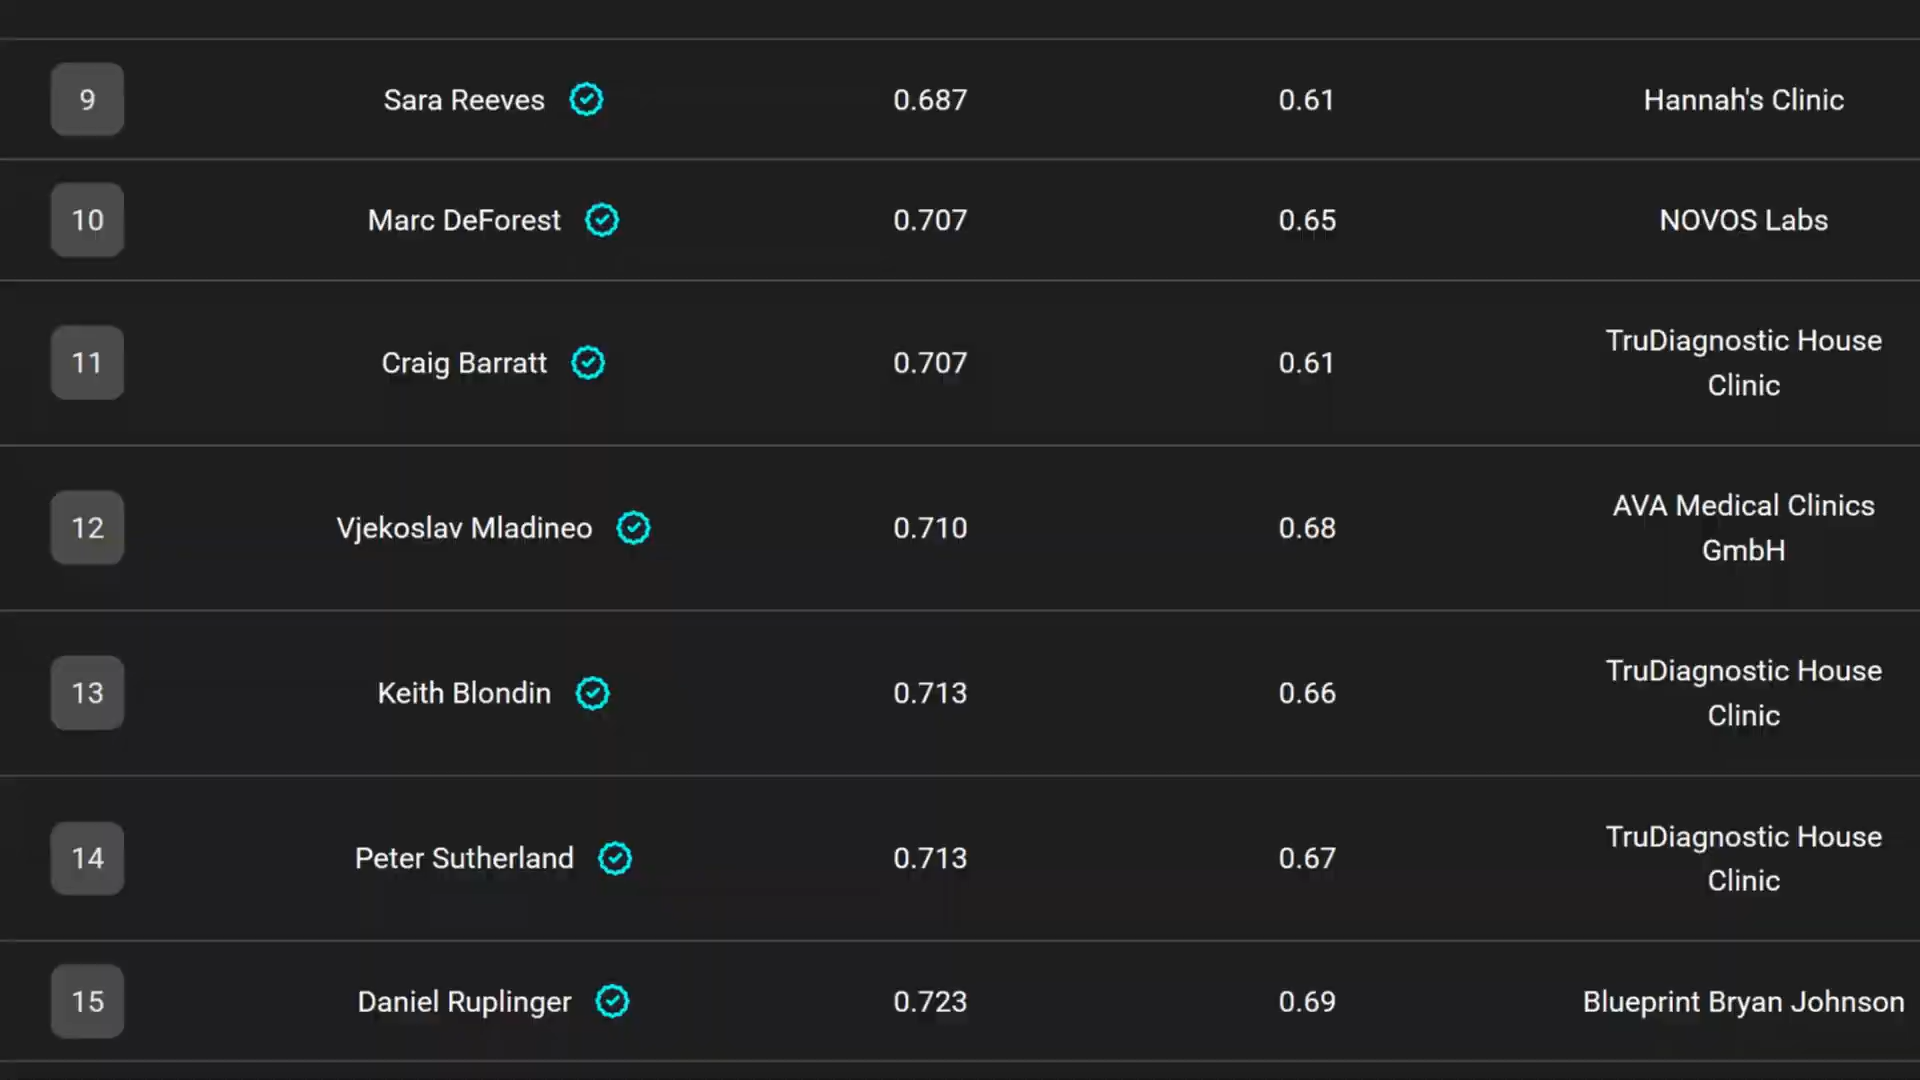 9 Sara Reeves 0.687 0.61 Hannah's Clinic
10 Marc DeForest 0.707 0.65 NOVOS Labs
11 Craig Barratt 0.707 0.61 TruDiagnostic House
Clinic
12 Vjekoslav Mladineo 0.710 0.68 AVA Medical Clinics
GmbH
13 Keith Blondin 0.713 0.66 TruDiagnostic House
Clinic
14 Peter Sutherland 0.713 0.67 TruDiagnostic House
Clinic
15 Daniel Ruplinger 0.723 0.69 Blueprint Bryan Johnson